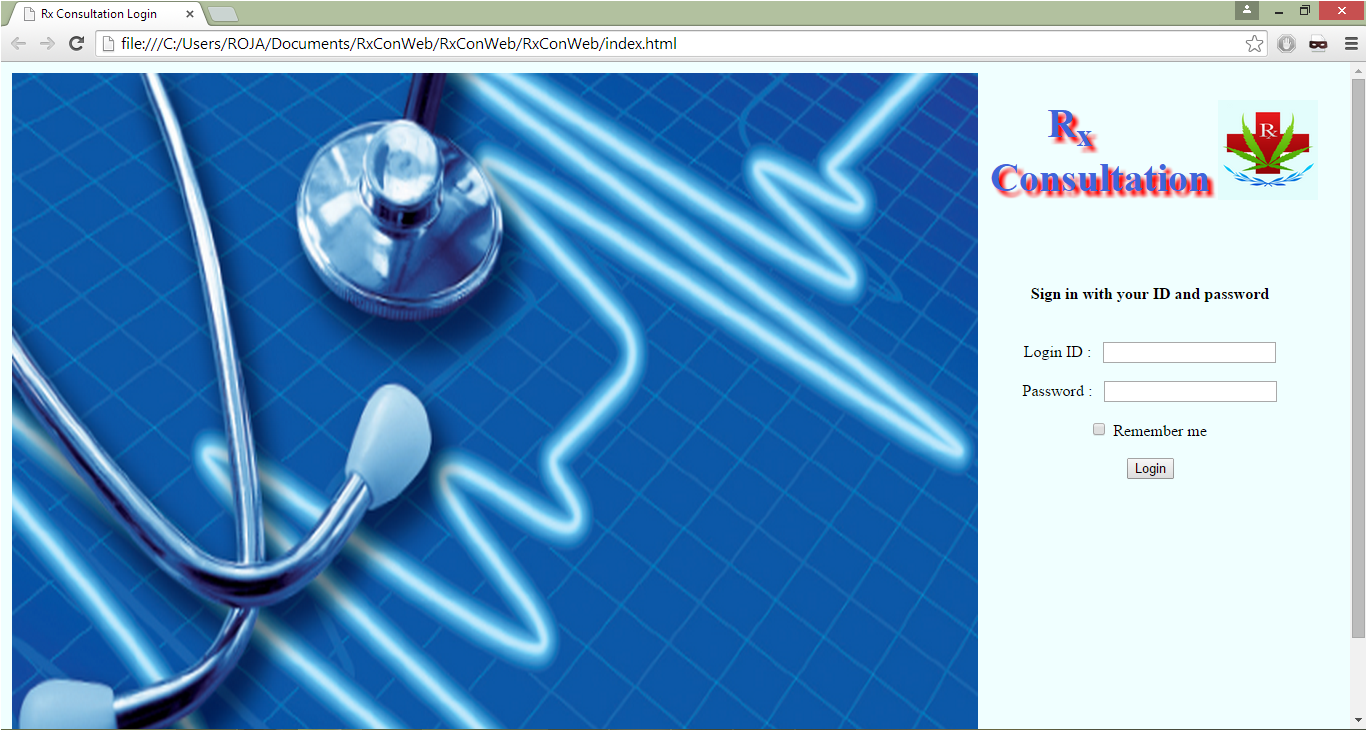 Rx Consultation Login
file:///C:/Users/ROJA/Documents/RxConWeb/RxConWeb/RxConWeb/index.html
Rx
Consultation
Rx
Sign in with your ID and password
Login ID :
Password :
Remember me
Login